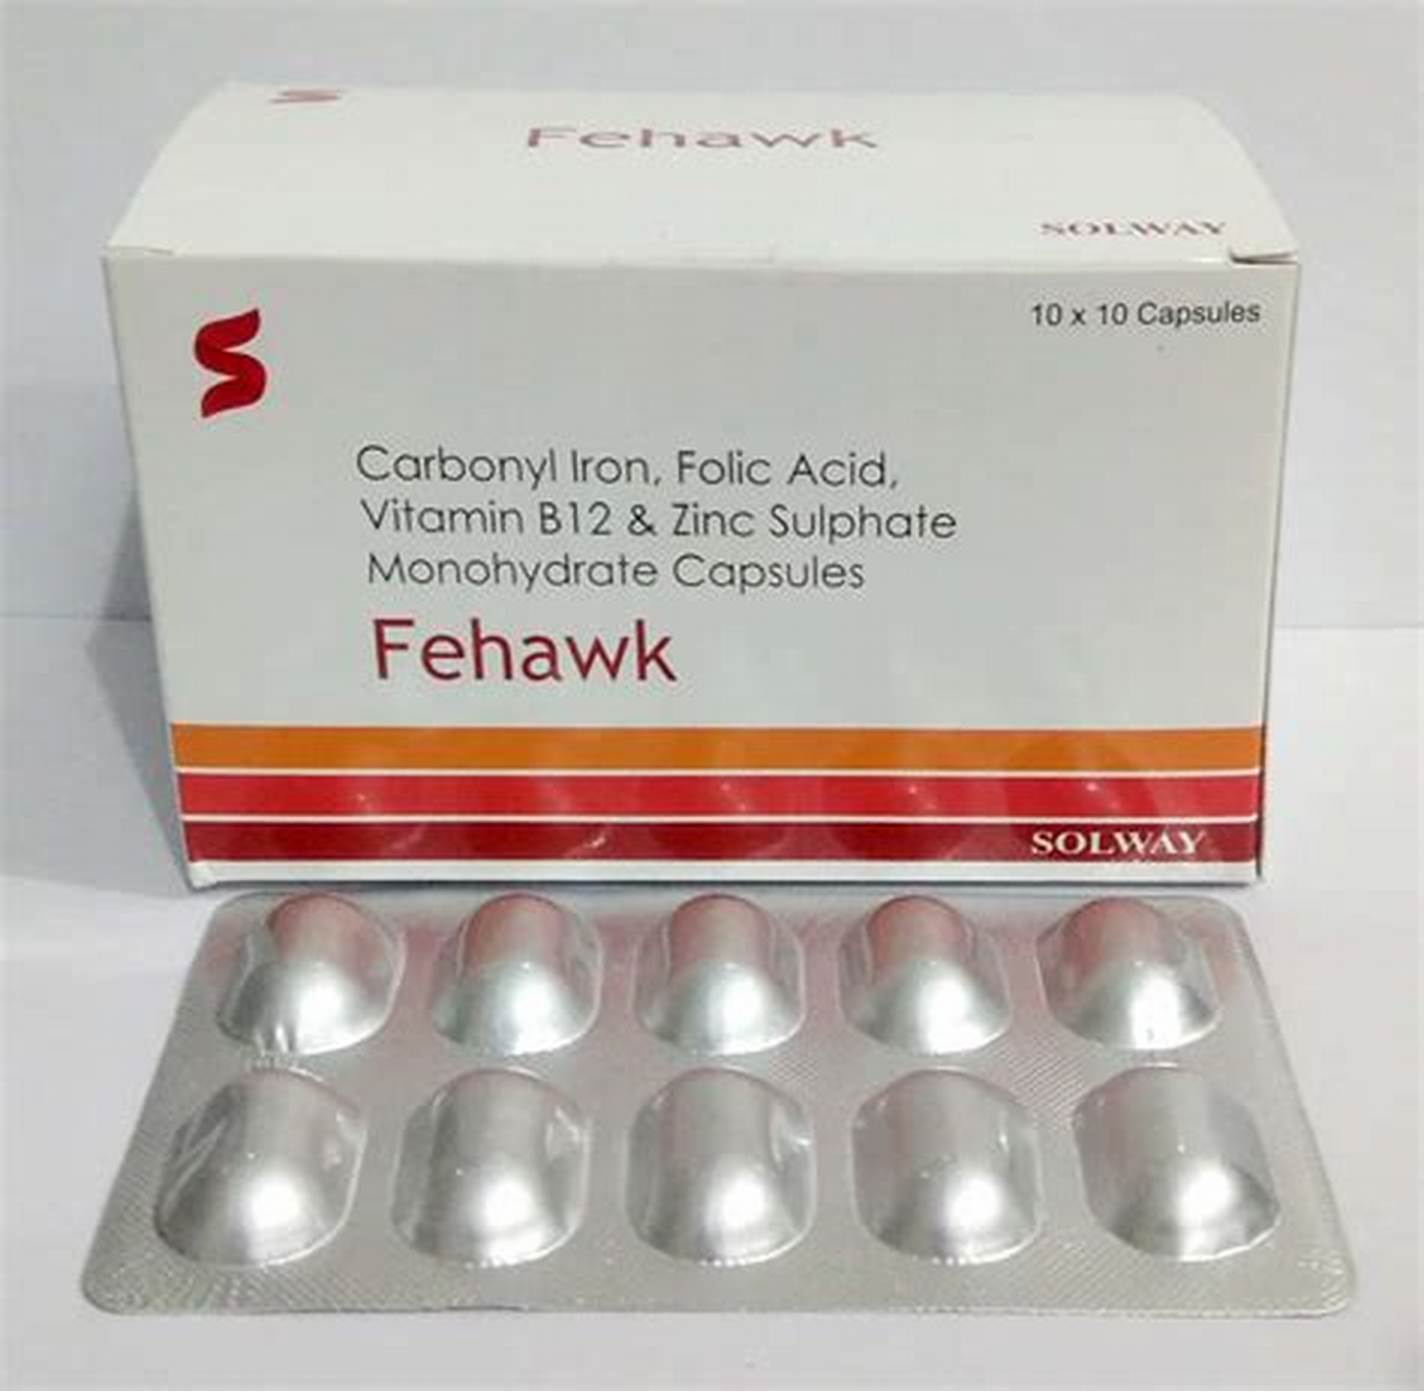 Fehawk
SOLWAY
10 x 10 Capsules
Carbonyl Iron, Folic Acid,
Vitamin B12 & Zinc Sulphate
Monohydrate Capsules
Fehawk
SOLWAY